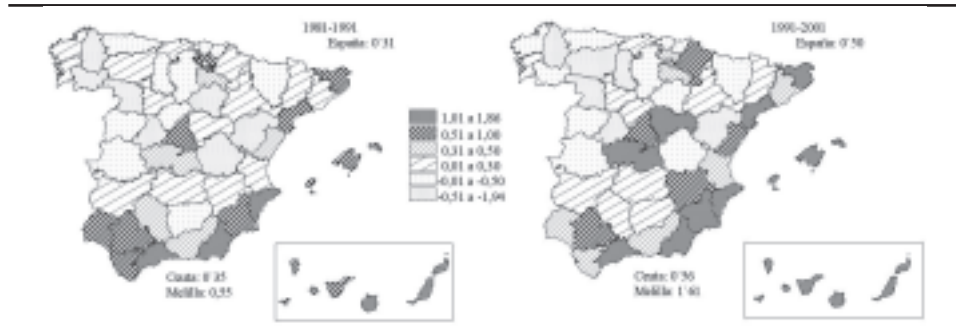 1981-1991
España: 0'31
1991-2001
España: 0'50
1,01 a 1,86
0,51 a 1,00
0,31 a 0,50
0,01 a 0,30
-0,01 a -0,50
-0,51 a -1,94
Ceuta: 0'35
Melilla: 0,55
Ceuta: 0'56
Melilla: 1'61